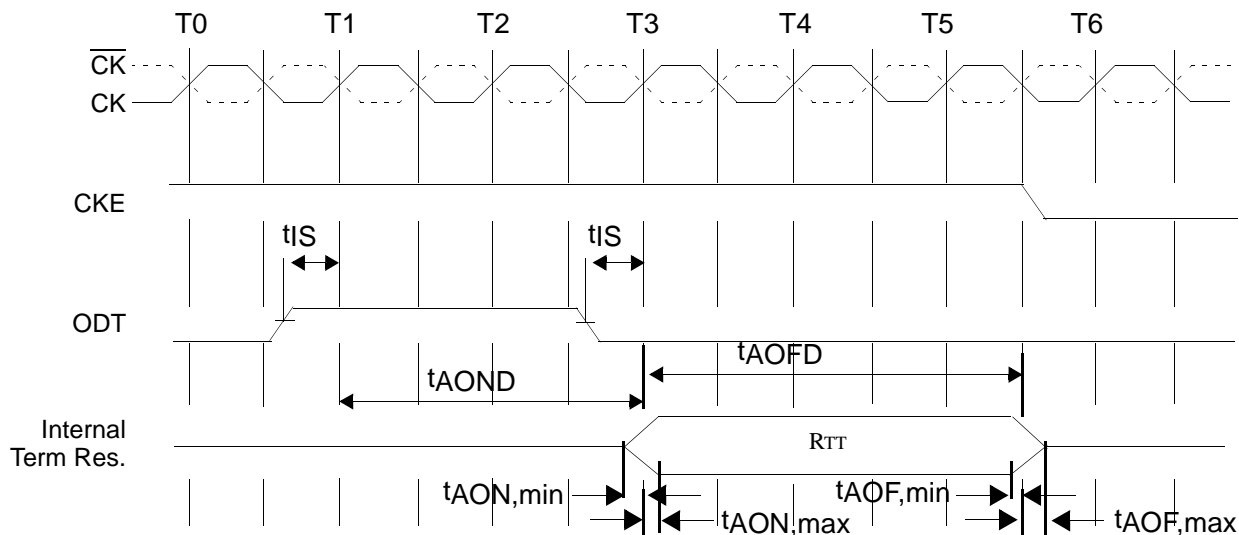 T0 T1 T2 T3 T4 T5 T6
CK
CK
CKE
tIS tIS
ODT
tAOFD
tAOND
Internal
Term Res.
RTT
tAON,min tAOF,min
tAON,max tAOF,max